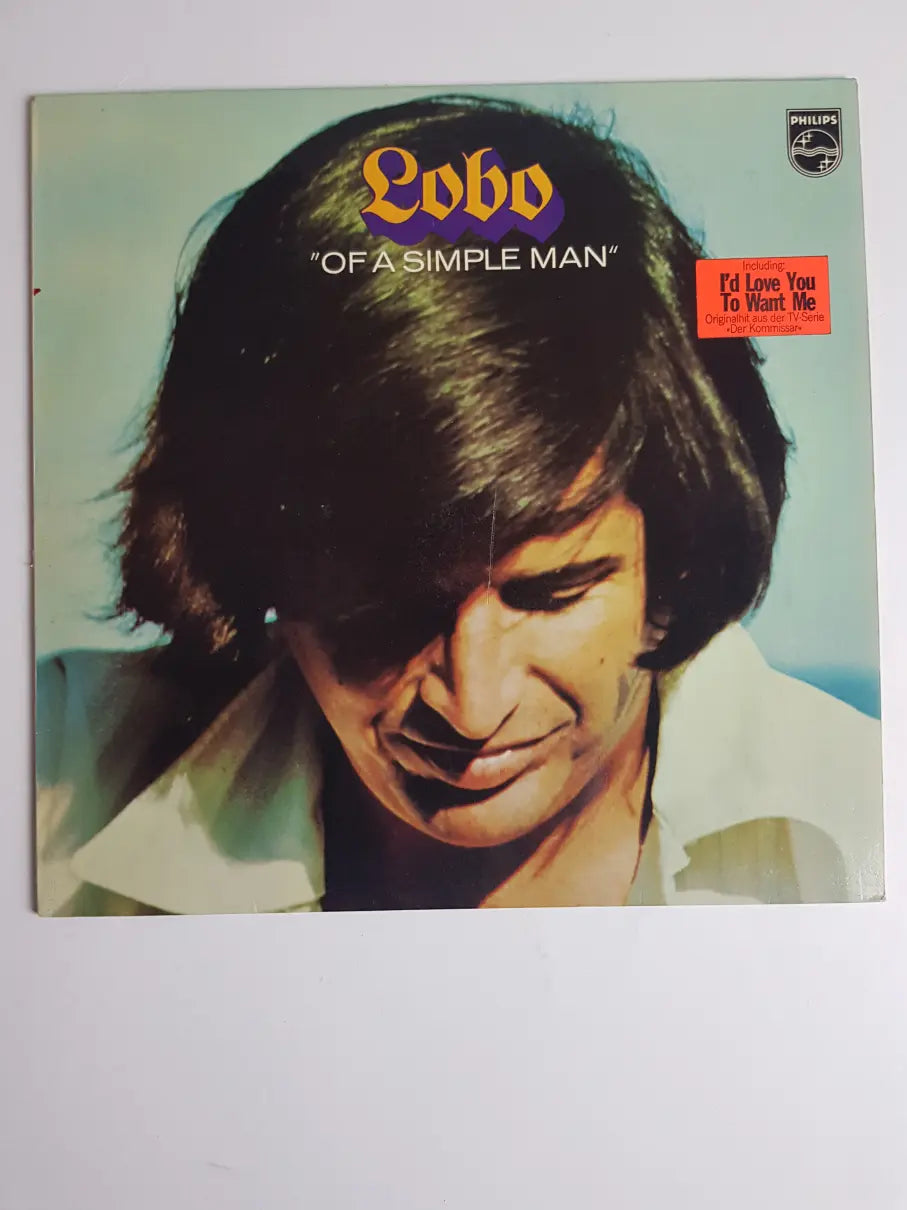 PHILIPS
Lobo
"OF A SIMPLE MAN"
Including:
I'd Love You
To Want Me
Originalhit aus der TV-Serie
»Der Kommissar«